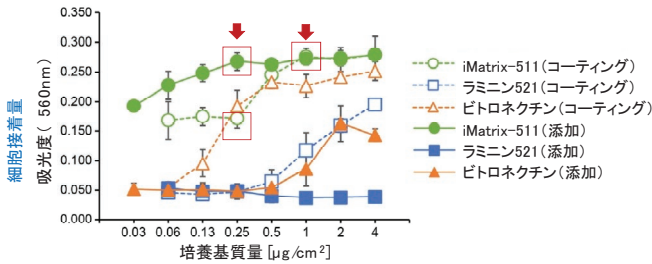 細胞接着量
吸光度( 560nm)
0.350
0.300
0.250
0.200
0.150
0.100
0.050
0.000
0.03 0.06 0.13 0.25 0.5 1 2 4
培養基質量[μg/cm²]
iMatrix-511(コーティング)
ラミニン521(コーティング)
ビトロネクチン(コーティング)
iMatrix-511(添加)
ラミニン521(添加)
ビトロネクチン(添加)